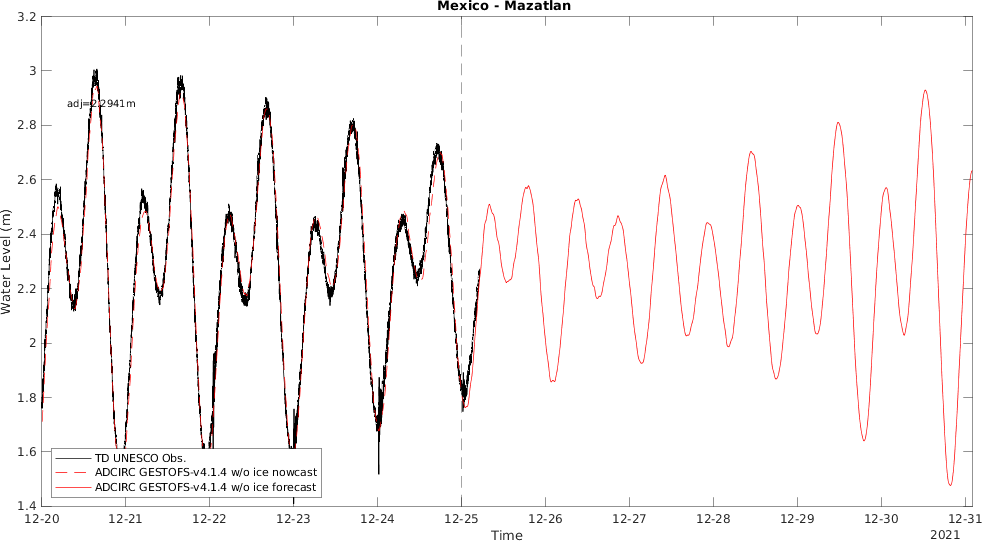 Mexico - Mazatlan
3.2
3
adj=2.2941m
2.8
2.6
2.4
2.2
2
1.8
1.6
1.4
Water Level (m)
TD UNESCO Obs.
ADCIRC GESTOFS-v4.1.4 w/o ice nowcast
ADCIRC GESTOFS-v4.1.4 w/o ice forecast
12-20 12-21 12-22 12-23 12-24 12-25 12-26 12-27 12-28 12-29 12-30 12-31
Time
2021